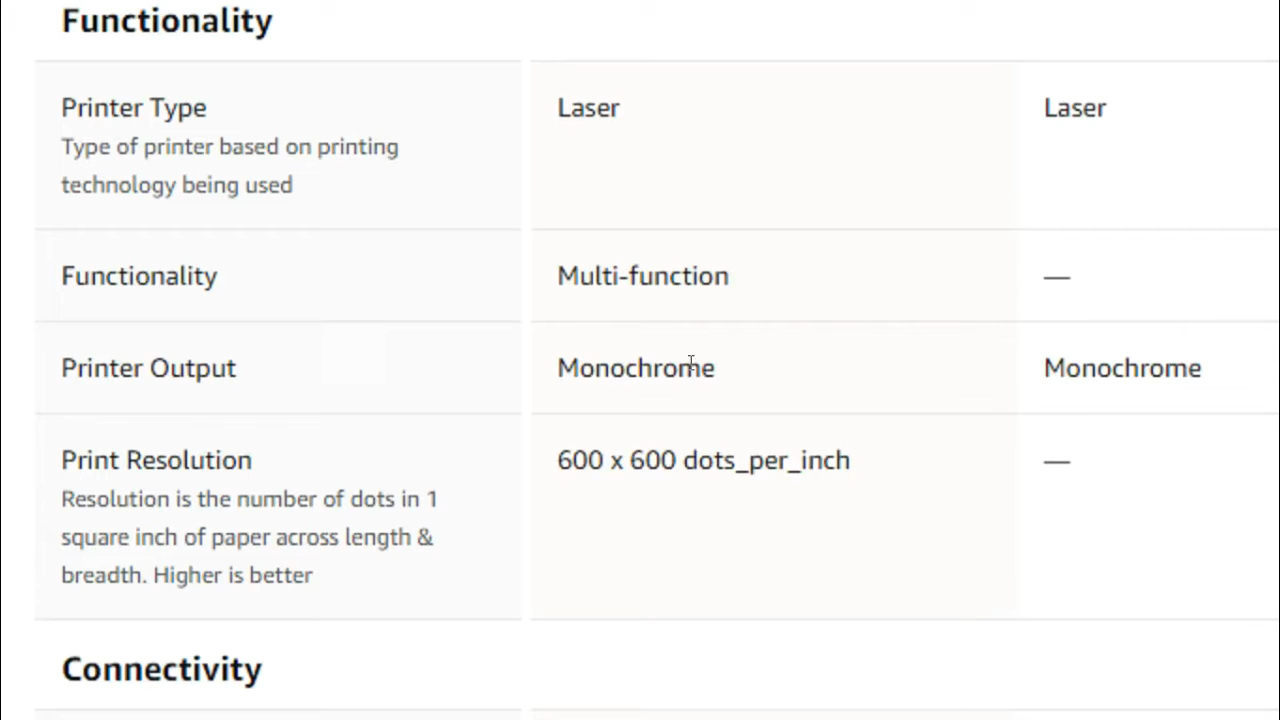 Functionality
Printer Type Laser Laser
Type of printer based on printing
technology being used
Functionality Multi-function —
Printer Output Monochrome Monochrome
Print Resolution 600 x 600 dots_per_inch —
Resolution is the number of dots in 1
square inch of paper across length &
breadth. Higher is better
Connectivity